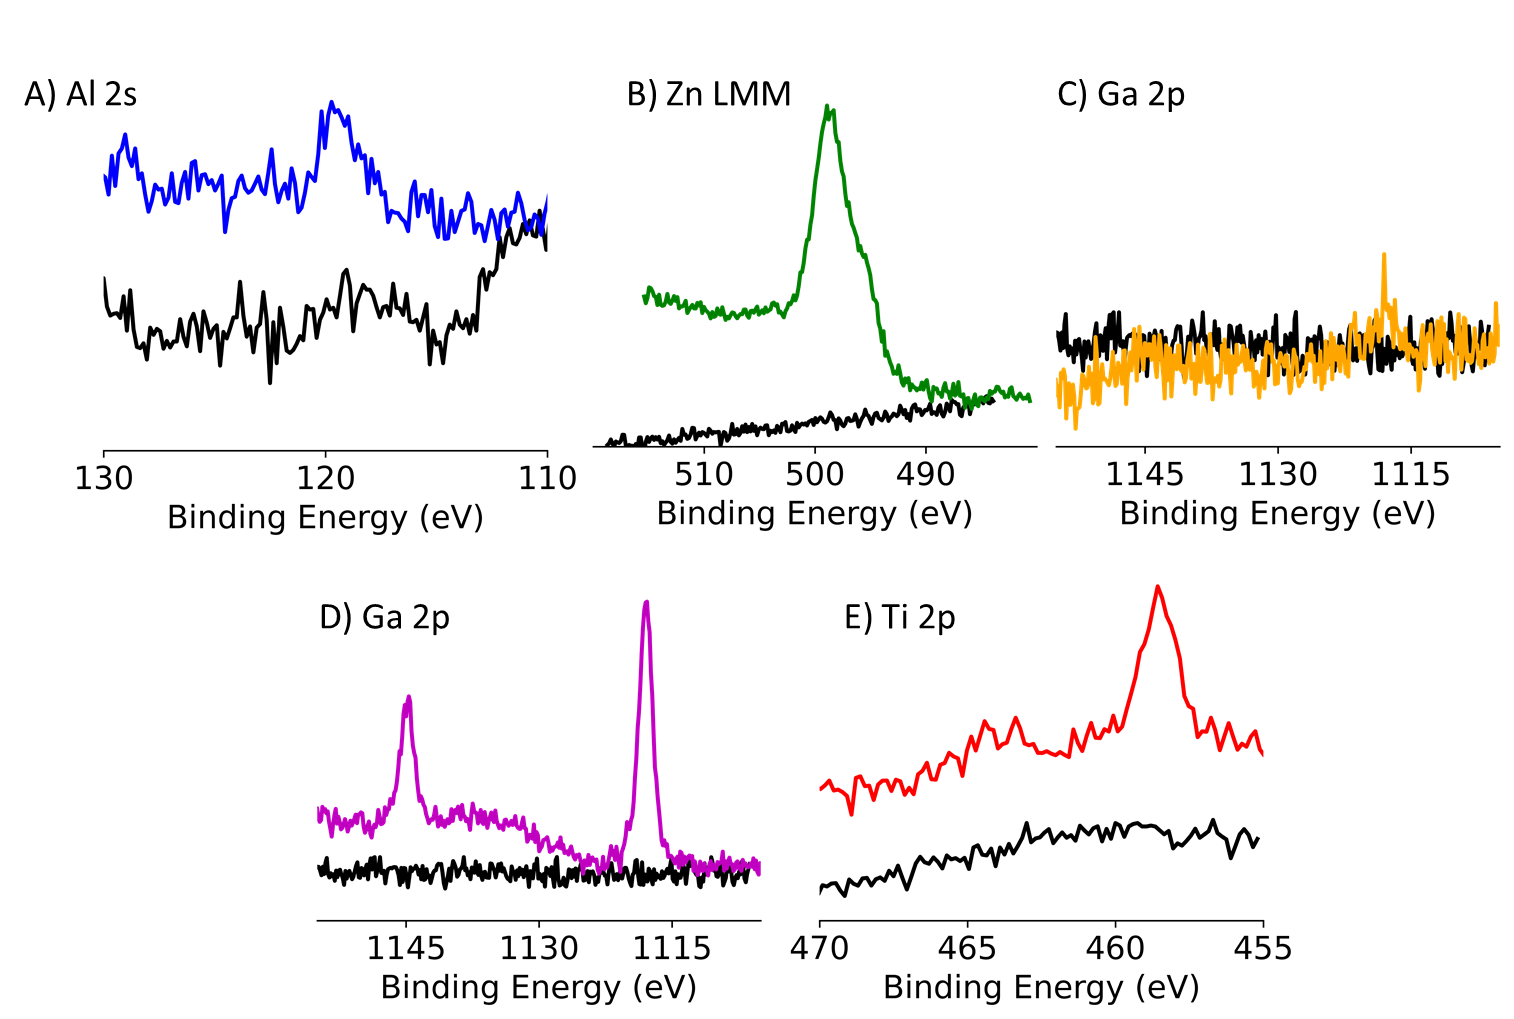 A) Al 2s
B) Zn LMM
C) Ga 2p
130 120 110
Binding Energy (eV)
510 500 490
Binding Energy (eV)
1145 1130 1115
Binding Energy (eV)
D) Ga 2p
E) Ti 2p
1145 1130 1115
Binding Energy (eV)
470 465 460 455
Binding Energy (eV)